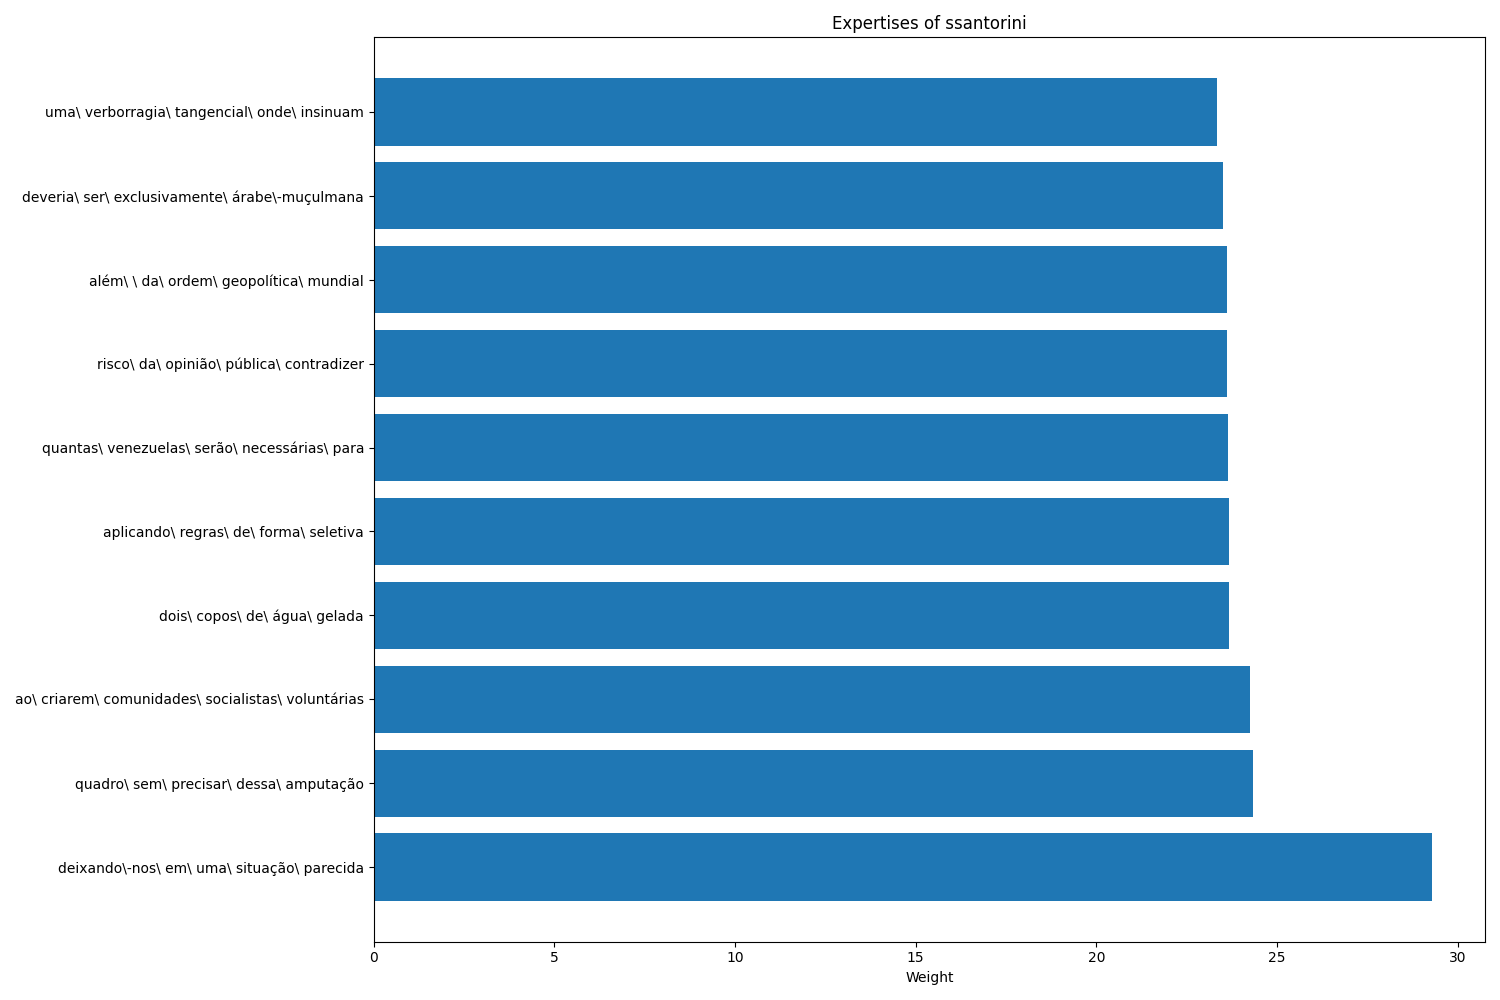 Expertises of ssantorini
uma\ verborragia\ tangencial\ onde\ insinuam
deveria\ ser\ exclusivamente\ árabe\-muçulmana
além\ \ da\ ordem\ geopolítica\ mundial
risco\ da\ opinião\ pública\ contradizer
quantas\ venezuelas\ serão\ necessárias\ para
aplicando\ regras\ de\ forma\ seletiva
dois\ copos\ de\ água\ gelada
ao\ criarem\ comunidades\ socialistas\ voluntárias
quadro\ sem\ precisar\ dessa\ amputação
deixando\-nos\ em\ uma\ situação\ parecida
0 5 10 15 20 25 30
Weight